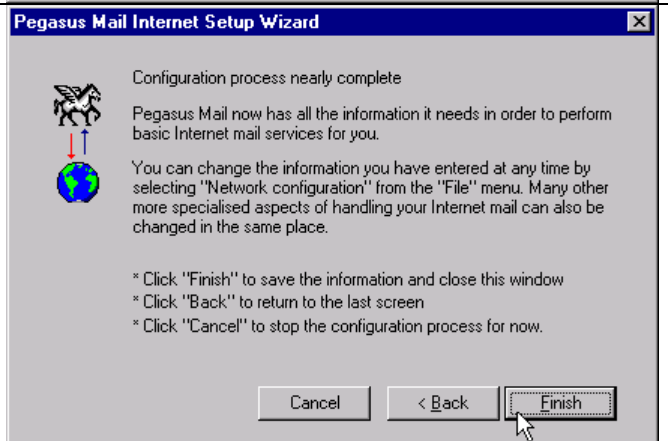 Pegasus Mail Internet Setup Wizard
Configuration process nearly complete
Pegasus Mail now has all the information it needs in order to perform
basic Internet mail services for you.
You can change the information you have entered at any time by
selecting "Network configuration" from the "File" menu. Many other
more specialised aspects of handling your Internet mail can also be
changed in the same place.
* Click "Finish" to save the information and close this window
* Click "Back" to return to the last screen
* Click "Cancel" to stop the configuration process for now.
Cancel < Back Finish